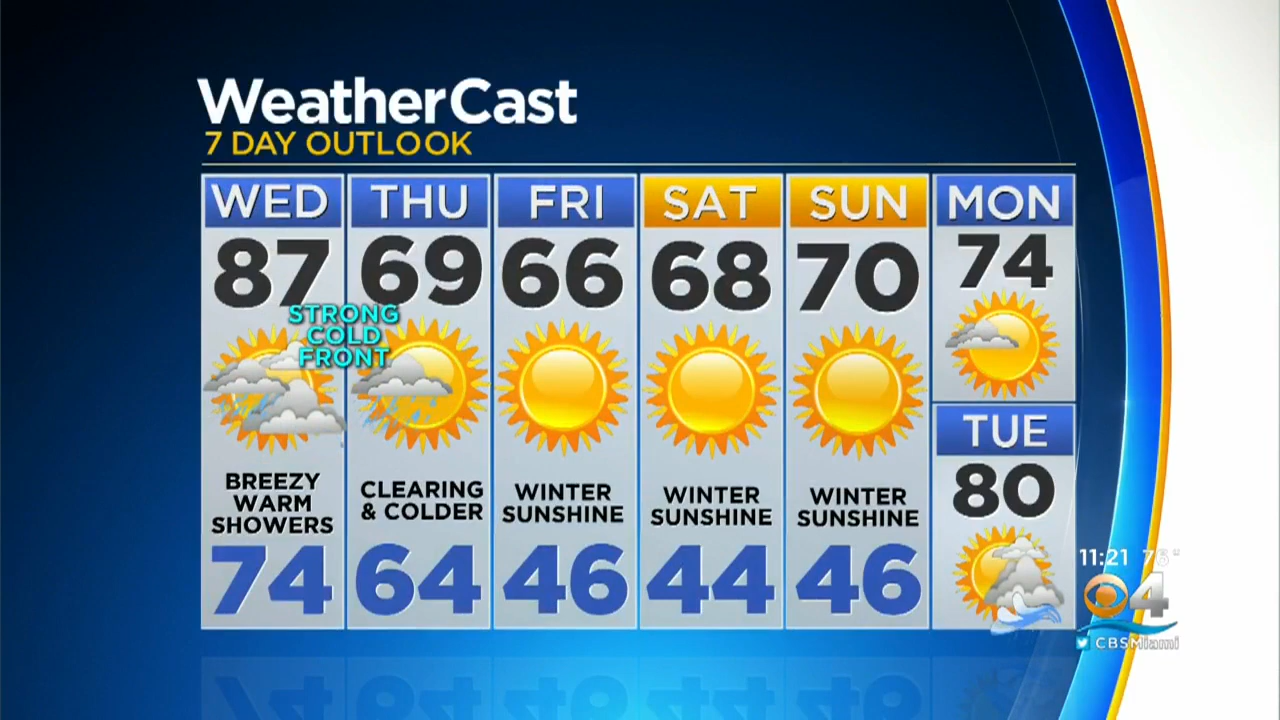 WeatherCast
7 DAY OUTLOOK
WED
87
BREEZY
WARM
SHOWERS
74
STRONG
COLD
FRONT
THU
69
CLEARING
& COLDER
64
FRI
66
WINTER
SUNSHINE
46
SAT
68
WINTER
SUNSHINE
44
SUN
70
WINTER
SUNSHINE
46
MON
74
TUE
80
11:21 76°
4
CBSMiami